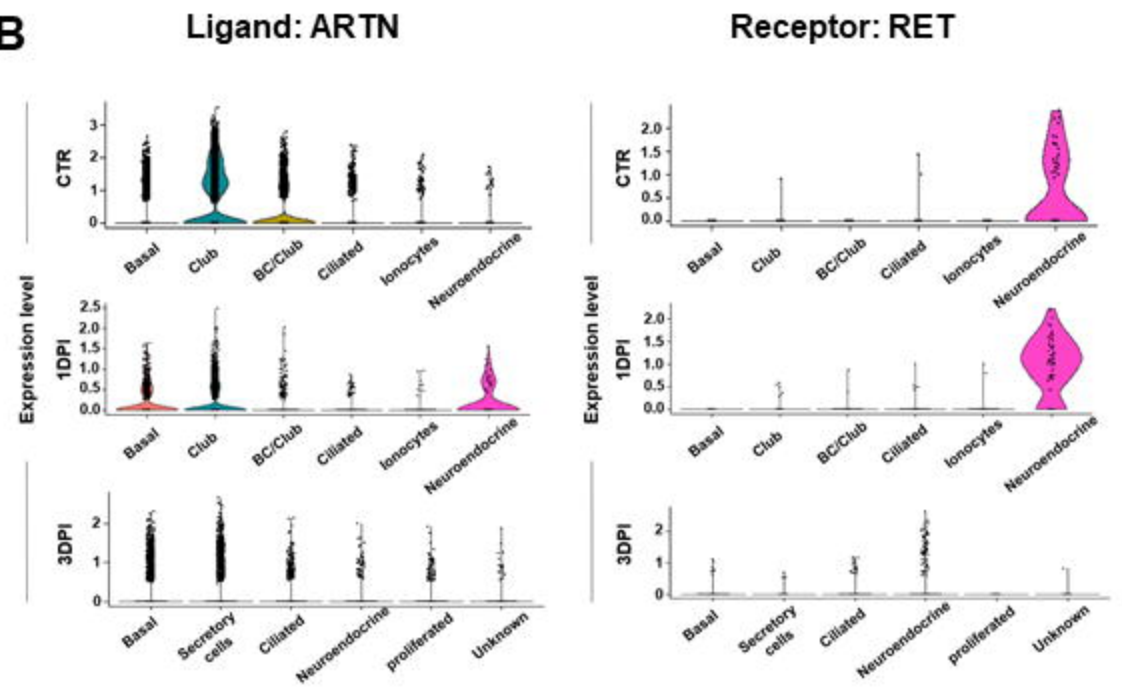 B
Ligand: ARTN
Receptor: RET
Expression level
CTR
3
2
1
0
Basal
Club
BC/Club
Ciliated
Ionocytes
Neuroendocrine
1DPI
2.5
2.0
1.5
1.0
0.5
0.0
Basal
Club
BC/Club
Ciliated
Ionocytes
Neuroendocrine
3DPI
2
1
0
Basal
Secretory
cells
Ciliated
Neuroendocrine
proliferated
Unknown
Expression level
CTR
2.0
1.5
1.0
0.5
0.0
Basal
Club
BC/Club
Ciliated
Ionocytes
Neuroendocrine
1DPI
2.0
1.5
1.0
0.5
0.0
Basal
Club
BC/Club
Ciliated
Ionocytes
Neuroendocrine
3DPI
2
1
0
Basal
Secretory
cells
Ciliated
Neuroendocrine
proliferated
Unknown